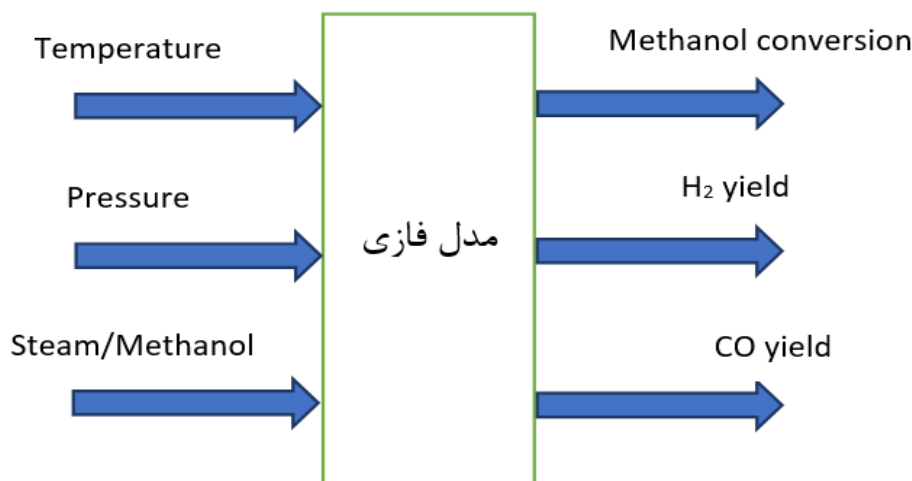 Temperature
Pressure
Steam/Methanol
مدل فازی
Methanol conversion
H₂ yield
CO yield